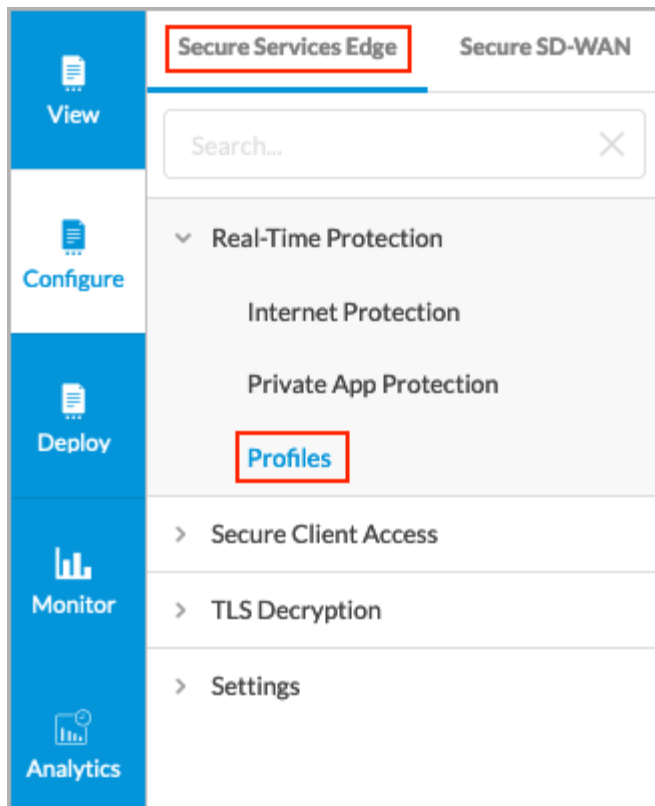 Secure Services Edge
Secure SD-WAN
View
Search...
Configure
Real-Time Protection
Internet Protection
Private App Protection
Deploy
Profiles
Secure Client Access
Monitor
TLS Decryption
Settings
Analytics